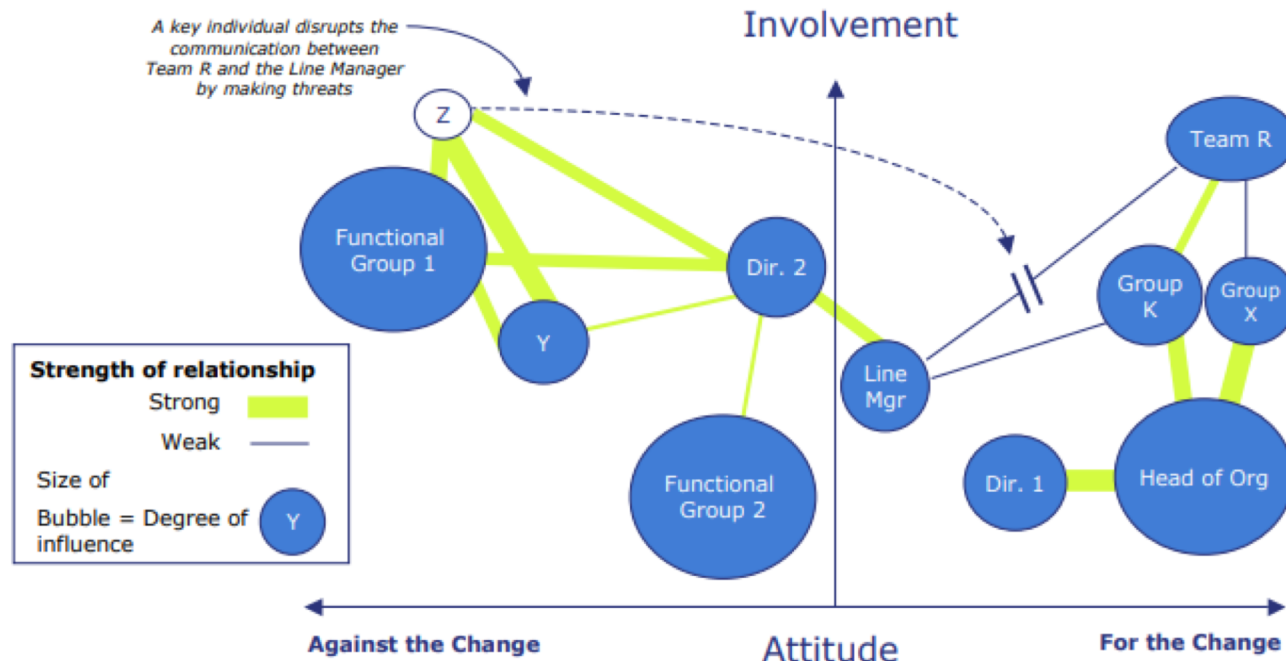 A key individual disrupts the
communication between
Team R and the Line Manager
by making threats
Involvement
Z
Team R
Functional
Group 1
Dir. 2
Group
K
Group
X
Y
Line
Mgr
Strength of relationship
Strong
Weak
Size of
Bubble = Degree of
influence
Y
Functional
Group 2
Dir. 1
Head of Org
Against the Change
Attitude
For the Change